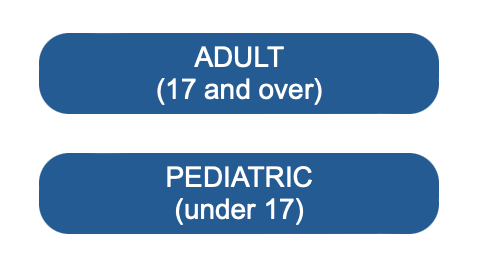 ADULT
(17 and over)
PEDIATRIC
(under 17)